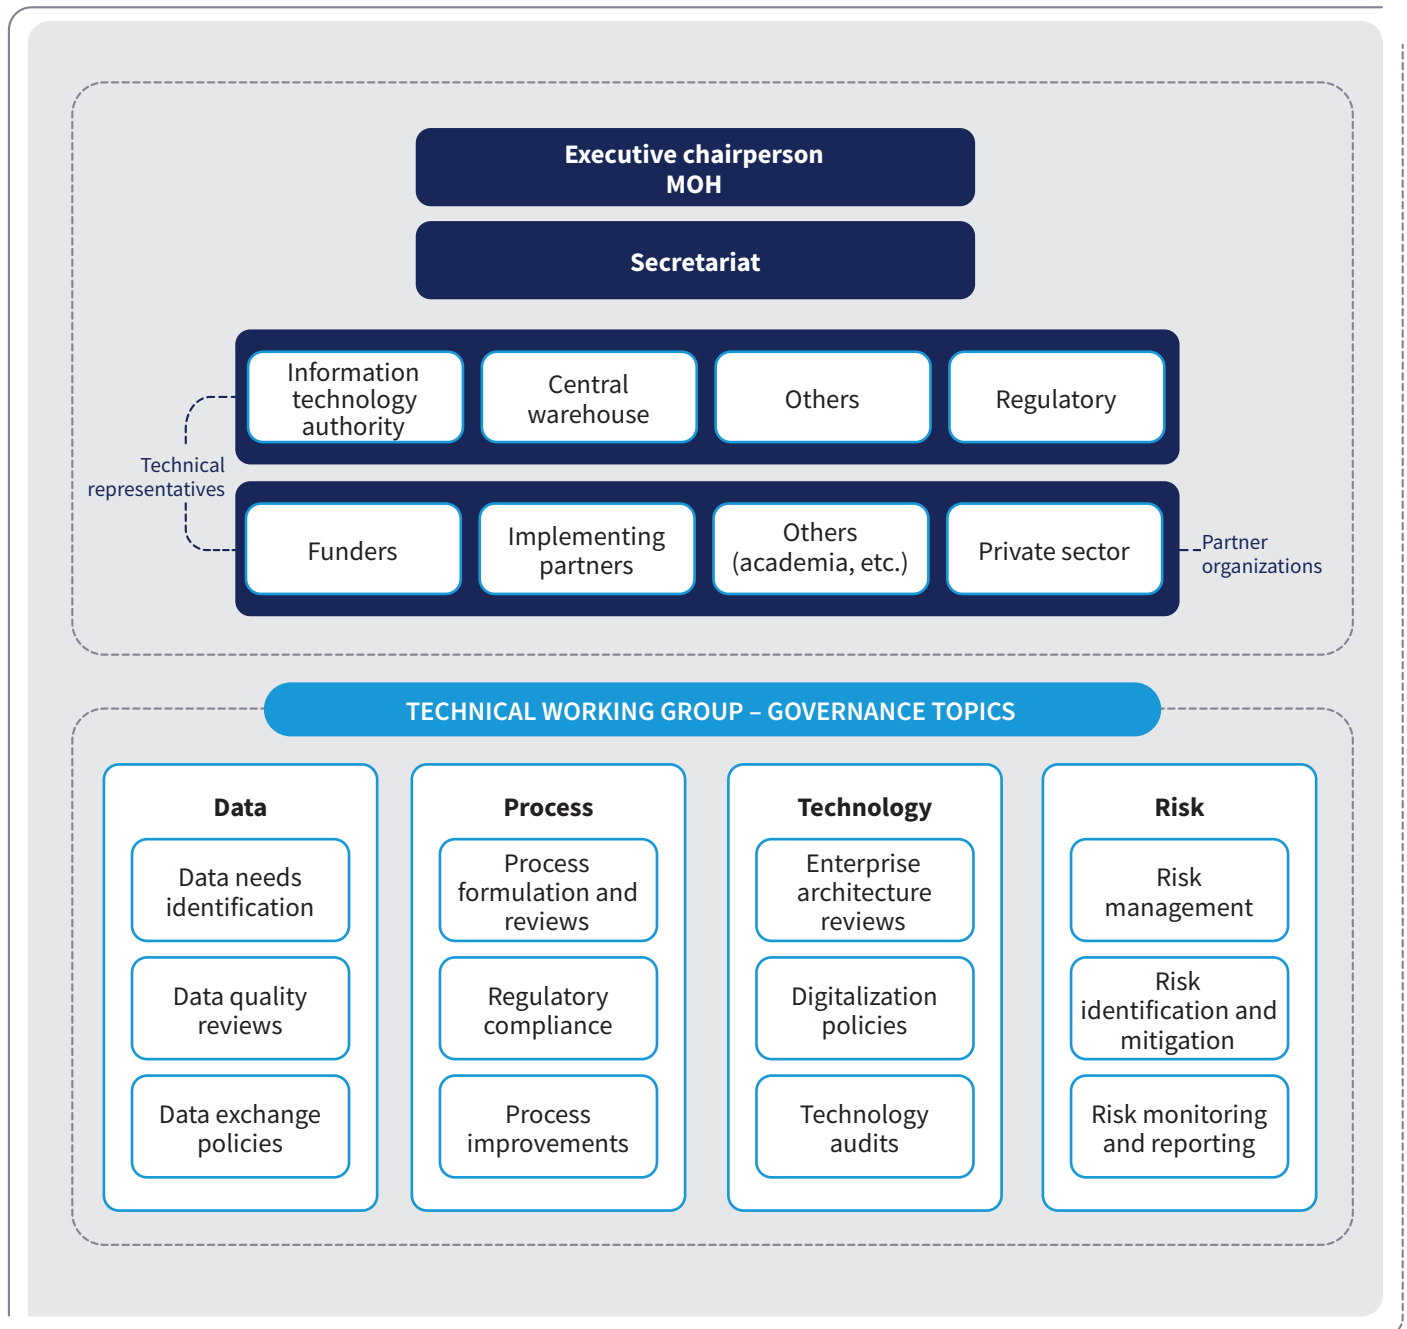 Executive chairperson
MOH
Secretariat
Information
technology
authority
Central
warehouse
Others
Regulatory
Technical
representatives
Funders
Implementing
partners
Others
(academia, etc.)
Private sector
Partner
organizations
TECHNICAL WORKING GROUP – GOVERNANCE TOPICS
Data
Data needs
identification
Data quality
reviews
Data exchange
policies
Process
Process
formulation and
reviews
Regulatory
compliance
Process
improvements
Technology
Enterprise
architecture
reviews
Digitalization
policies
Technology
audits
Risk
Risk
management
Risk
identification and
mitigation
Risk monitoring
and reporting